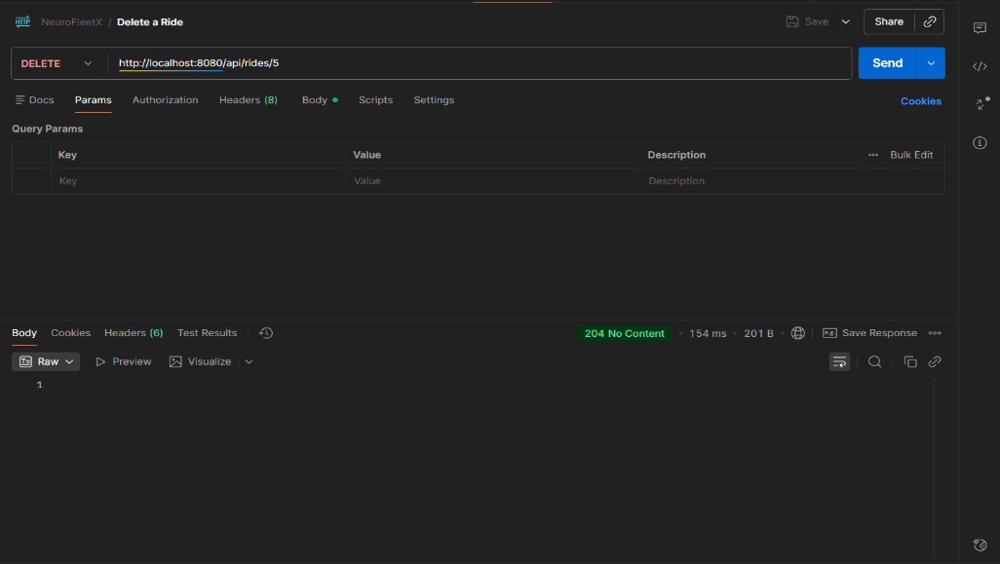 HTTP NeuroFleetX / Delete a Ride Save Share
DELETE http://localhost:8080/api/rides/5 Send
Docs Params Authorization Headers (8) Body Scripts Settings Cookies
Query Params
Key Value Description ••• Bulk Edit
Key Value Description
Body Cookies Headers (6) Test Results 204 No Content • 154 ms • 201 B • Save Response •••
Raw Preview Visualize
1